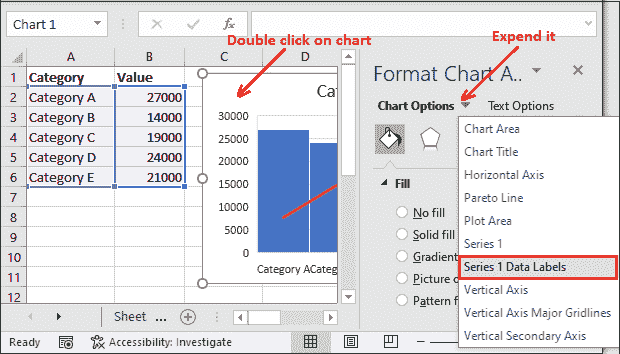 Chart 1
fx
Double click on chart
Expend it
A B C D
1 Category Value
2 Category A 27000
3 Category B 14000
4 Category C 19000
5 Category D 24000
6 Category E 21000
7
8
9
10
11
12
Cat
30000
25000
20000
15000
10000
5000
0
Category A Categ
Format Chart A..
Chart Options Text Options
Fill
No fill
Solid fill
Gradient
Picture o
Pattern f
Chart Area
Chart Title
Horizontal Axis
Pareto Line
Plot Area
Series 1
Series 1 Data Labels
Vertical Axis
Vertical Axis Major Gridlines
Vertical Secondary Axis
Sheet ...
Ready Accessibility: Investigate